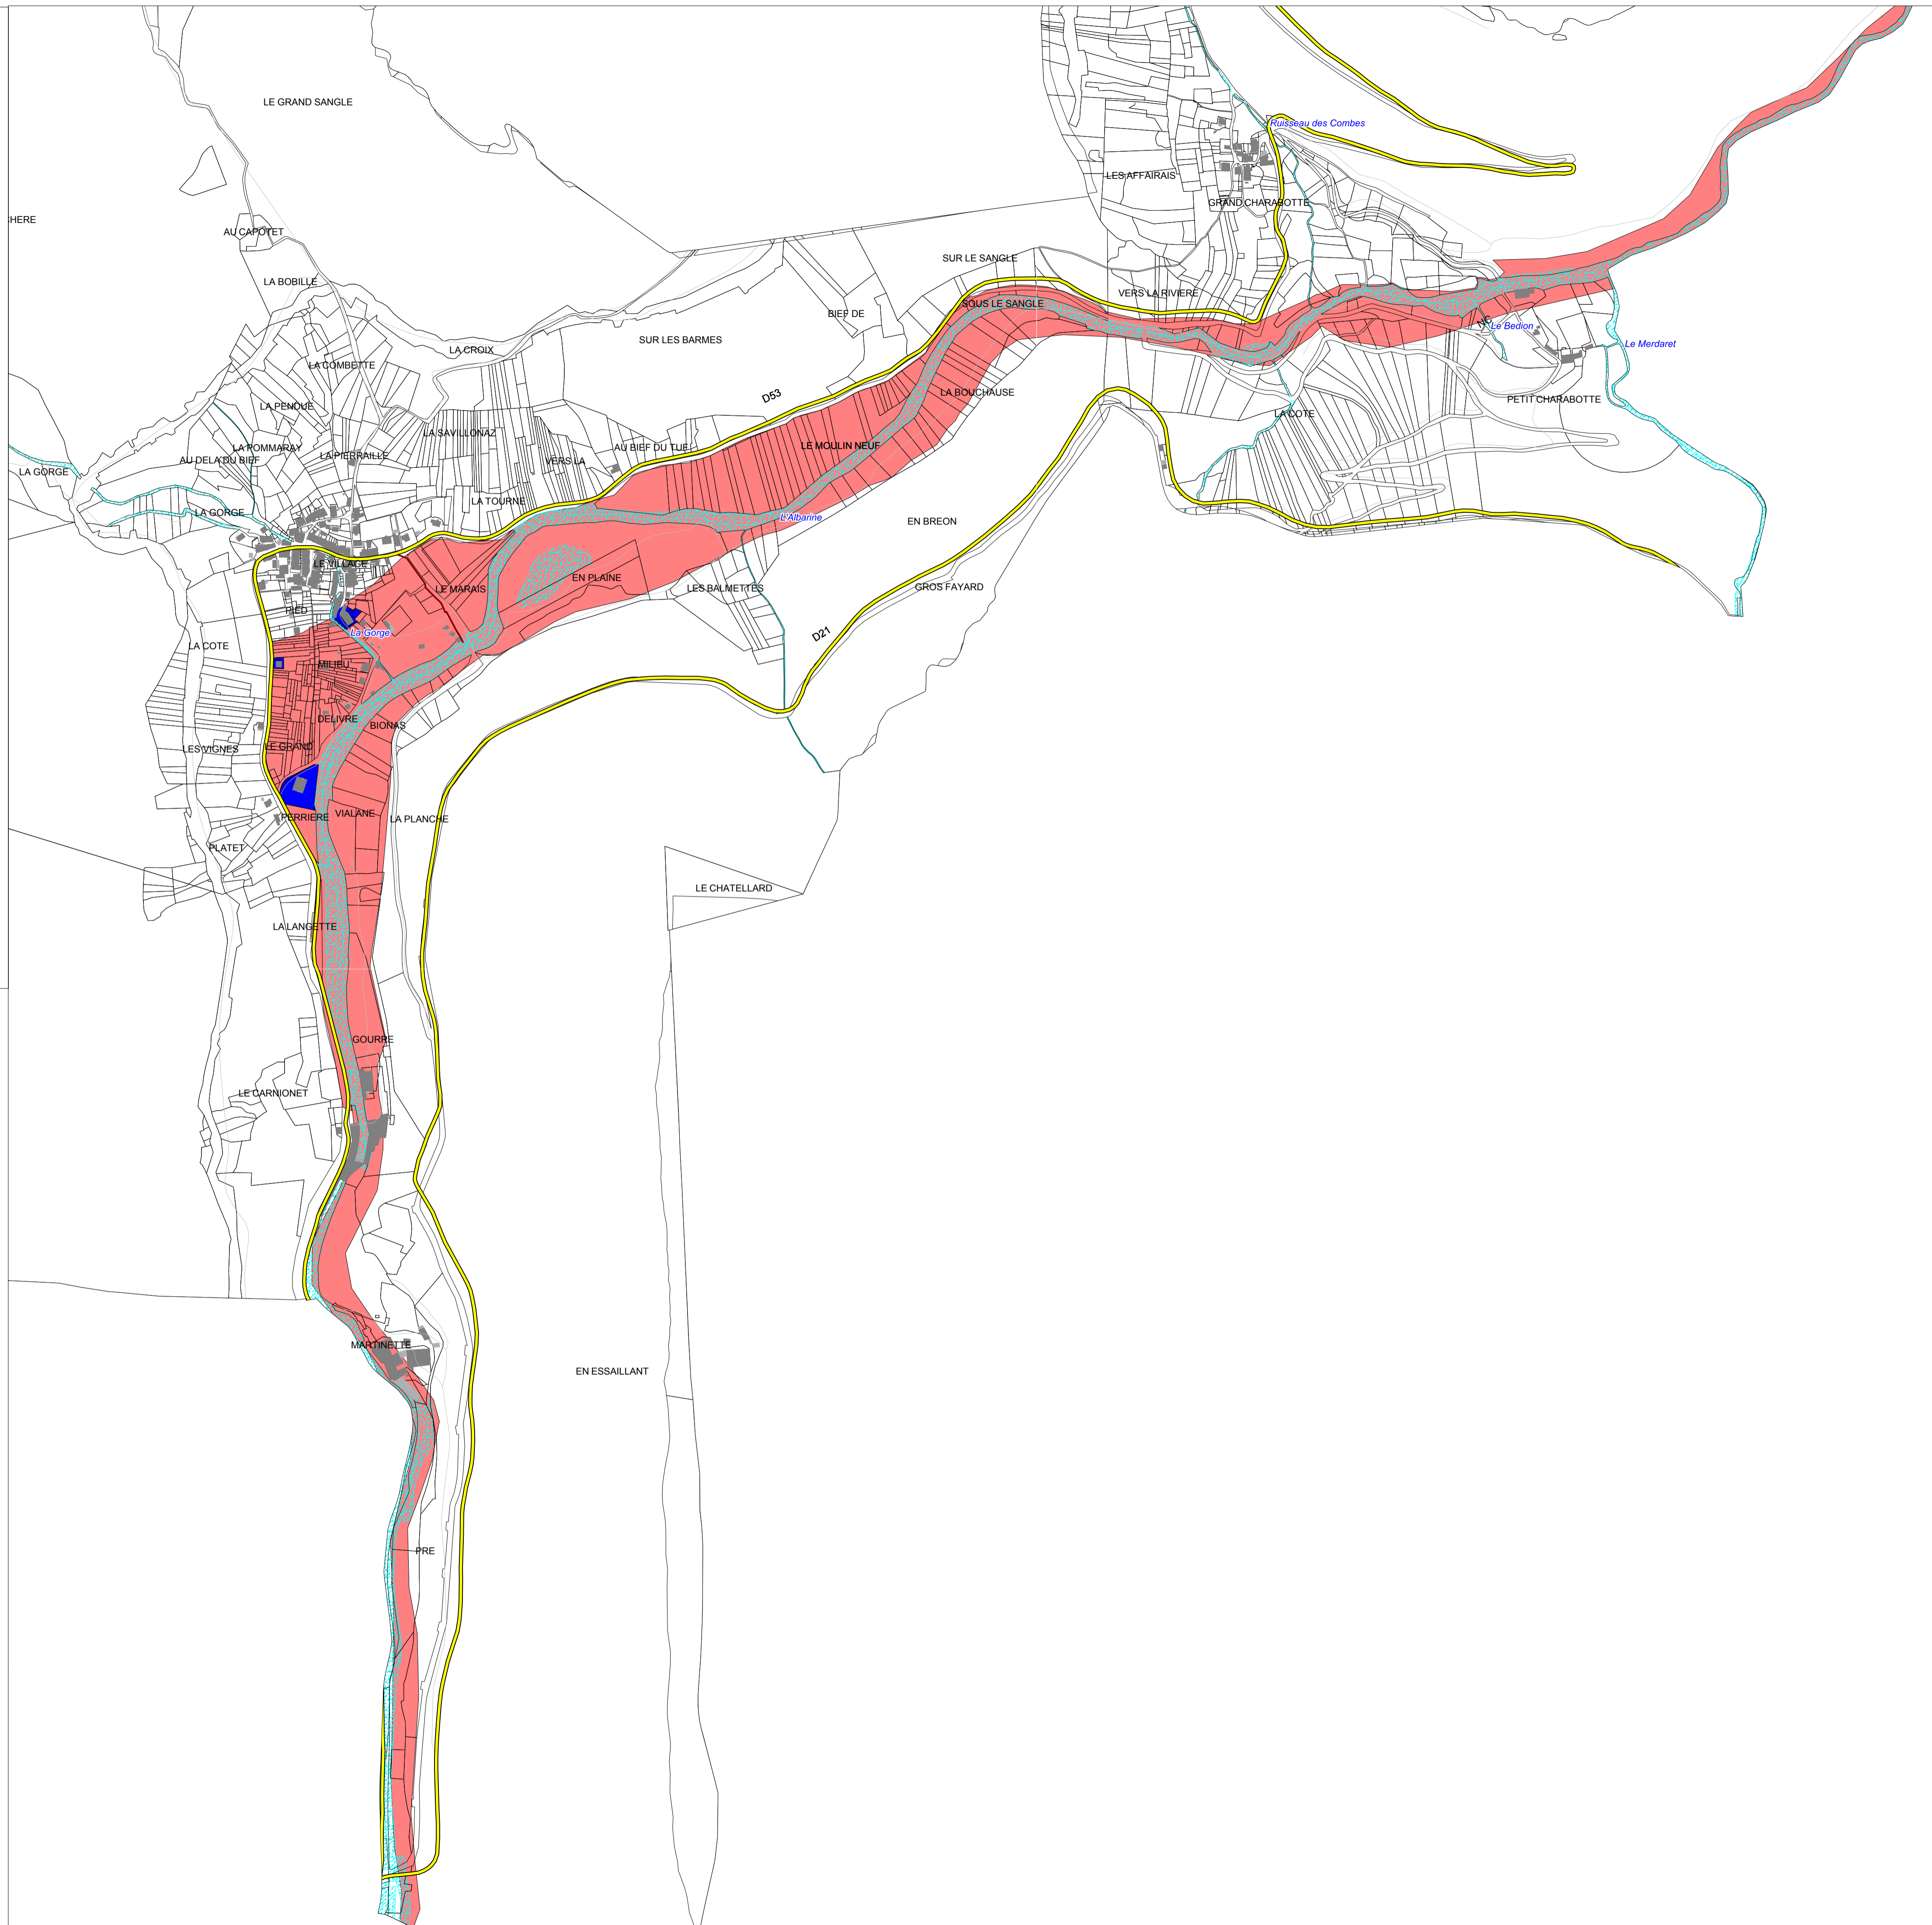 LE GRAND SANGLE
Ruisseau des Combes
LES AFFAIRAIS
GRAND CHARABOTTE
HERE
AU CAPOTET
SUR LE SANGLE
LA BOBILLE
VERS LA RIVIERE
SOUS LE SANGLE
BIEF DE
NC
Le Bedion
SUR LES BARMES
Le Merdaret
LA CROIX
LA COMBETTE
D53
LA BOUCHAUSE
PETIT CHARABOTTE
LA PENDUE
LA COTE
LA SAVILLONAZ
LE MOULIN NEUF
LA POMMARAY
AU BIEF DU TUF
LA PIERRAILLE
AU DELA DU BIEF
VERS LA
LA GORGE
LA TOURNE
LA GORGE
L'Albarine
EN BREON
LE VILLAGE
EN PLAINE
LE MARAIS
LES BALMETTES
GROS FAYARD
PIED
La Gorge
D21
LA COTE
MILIEU
DELIVRE
BIONAS
LE GRAND
LES VIGNES
VIALANE
PERRIERE
LA PLANCHE
PLATET
LE CHATELLARD
LA LANGETTE
GOURRE
LE CARNIONET
MARTINETTE
EN ESSAILLANT
PRE